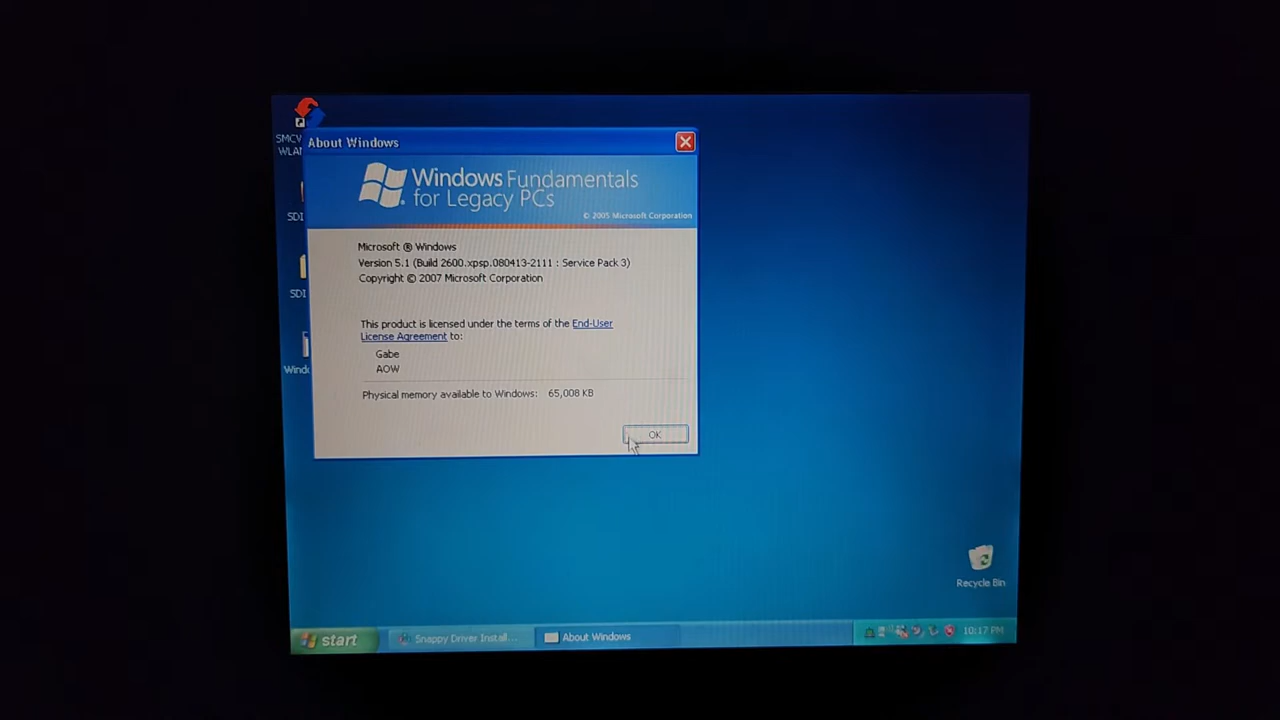 SMCV
WLAN
About Windows
Windows Fundamentals
for Legacy PCs
© 2005 Microsoft Corporation
SDI
Microsoft ® Windows
Version 5.1 (Build 2600.xpsp.080413-2111 : Service Pack 3)
Copyright © 2007 Microsoft Corporation
SDI
This product is licensed under the terms of the End-User
License Agreement to:
Gabe
AOW
Windo
Physical memory available to Windows: 65,008 KB
OK
Recycle Bin
start
Snappy Driver Install...
About Windows
10:17 PM